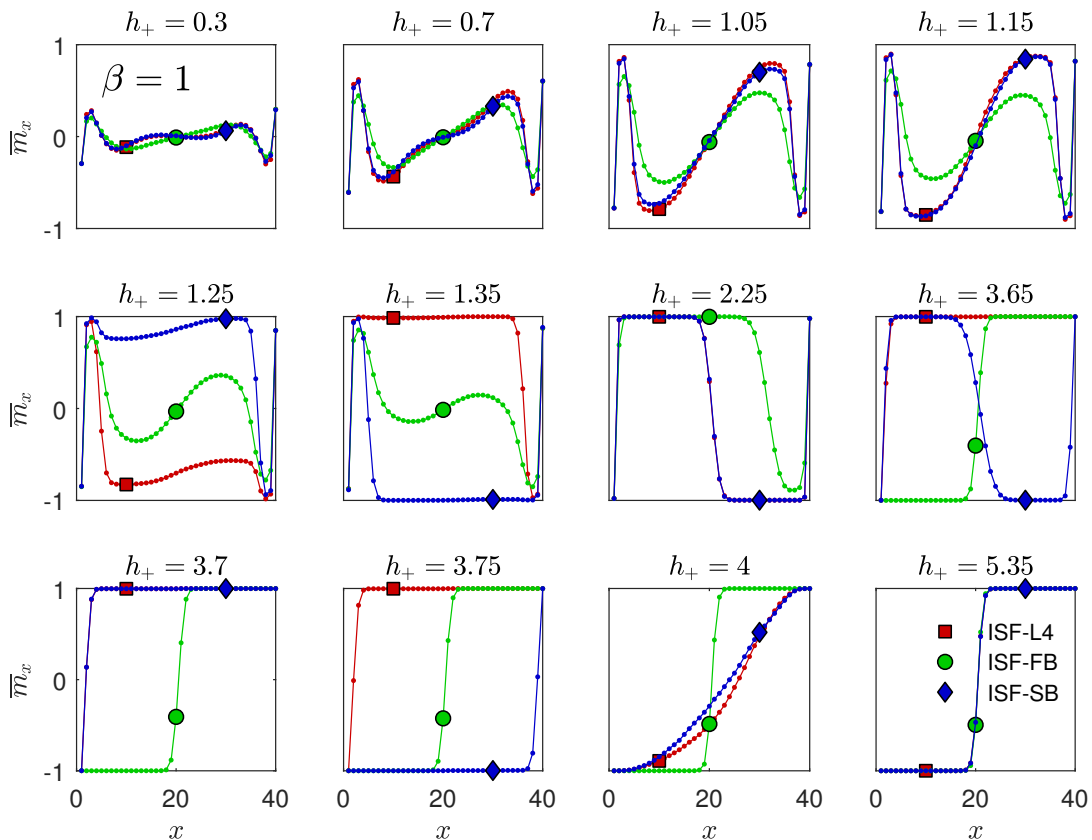 h₊ = 0.3 h₊ = 0.7 h₊ = 1.05 h₊ = 1.15
1
β = 1
m̅ₓ 0
-1
h₊ = 1.25 h₊ = 1.35 h₊ = 2.25 h₊ = 3.65
1
m̅ₓ 0
-1
h₊ = 3.7 h₊ = 3.75 h₊ = 4 h₊ = 5.35
1
ISF-L4
m̅ₓ 0 ISF-FB
ISF-SB
-1
0 20 40 0 20 40 0 20 40 0 20 40
x x x x